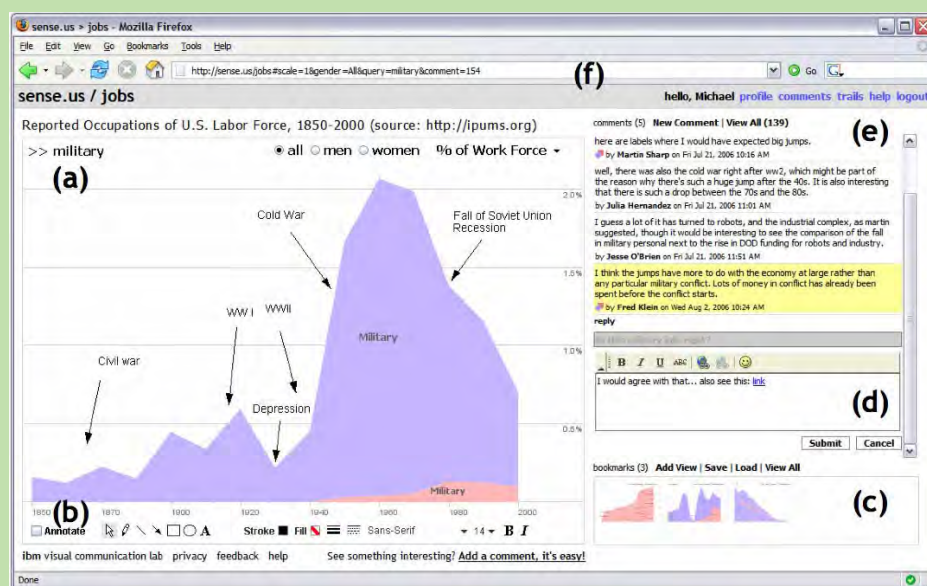 sense.us > jobs - Mozilla Firefox
File Edit View Go Bookmarks Tools Help
http://sense.us/jobs#scale=1&gender=All&query=military&comment=154
(f)
Go
sense.us / jobs
hello, Michael profile comments trails help logout
Reported Occupations of U.S. Labor Force, 1850-2000 (source: http://ipums.org)
>> military
all men women
% of Work Force
(a)
2.0%
Cold War
Fall of Soviet Union
Recession
1.5%
WW I
WWII
Military
1.0%
Civil war
Depression
0.5%
Military
1850 1870 1890 1900 1920 1940 1960 1980 2000
(b)
Annotate
A
Stroke Fill Sans-Serif 14 B I
ibm visual communication lab privacy feedback help
See something interesting? Add a comment, it's easy!
comments (5) New Comment | View All (139)
(e)
here are labels where I would have expected big jumps.
by Martin Sharp on Fri Jul 21, 2006 10:16 AM
well, there was also the cold war right after ww2, which might be part of
the reason why there's such a huge jump after the 40s. It is also interesting
that there is such a drop between the 70s and the 80s.
by Julia Hernandez on Fri Jul 21, 2006 11:01 AM
I guess a lot of it has turned to robots, and the industrial complex, as martin
suggested, though it would be interesting to see the comparison of the fall
in military personal next to the rise in DOD funding for robots and industry.
by Jesse O'Brien on Fri Jul 21, 2006 11:51 AM
I think the jumps have more to do with the economy at large rather than
any particular military conflict. Lots of money in conflict has already been
spent before the conflict starts.
by Fred Klein on Wed Aug 2, 2006 10:24 AM
reply
B I U ABC
I would agree with that... also see this: link
(d)
Submit Cancel
bookmarks (3) Add View | Save | Load | View All
(c)
Done